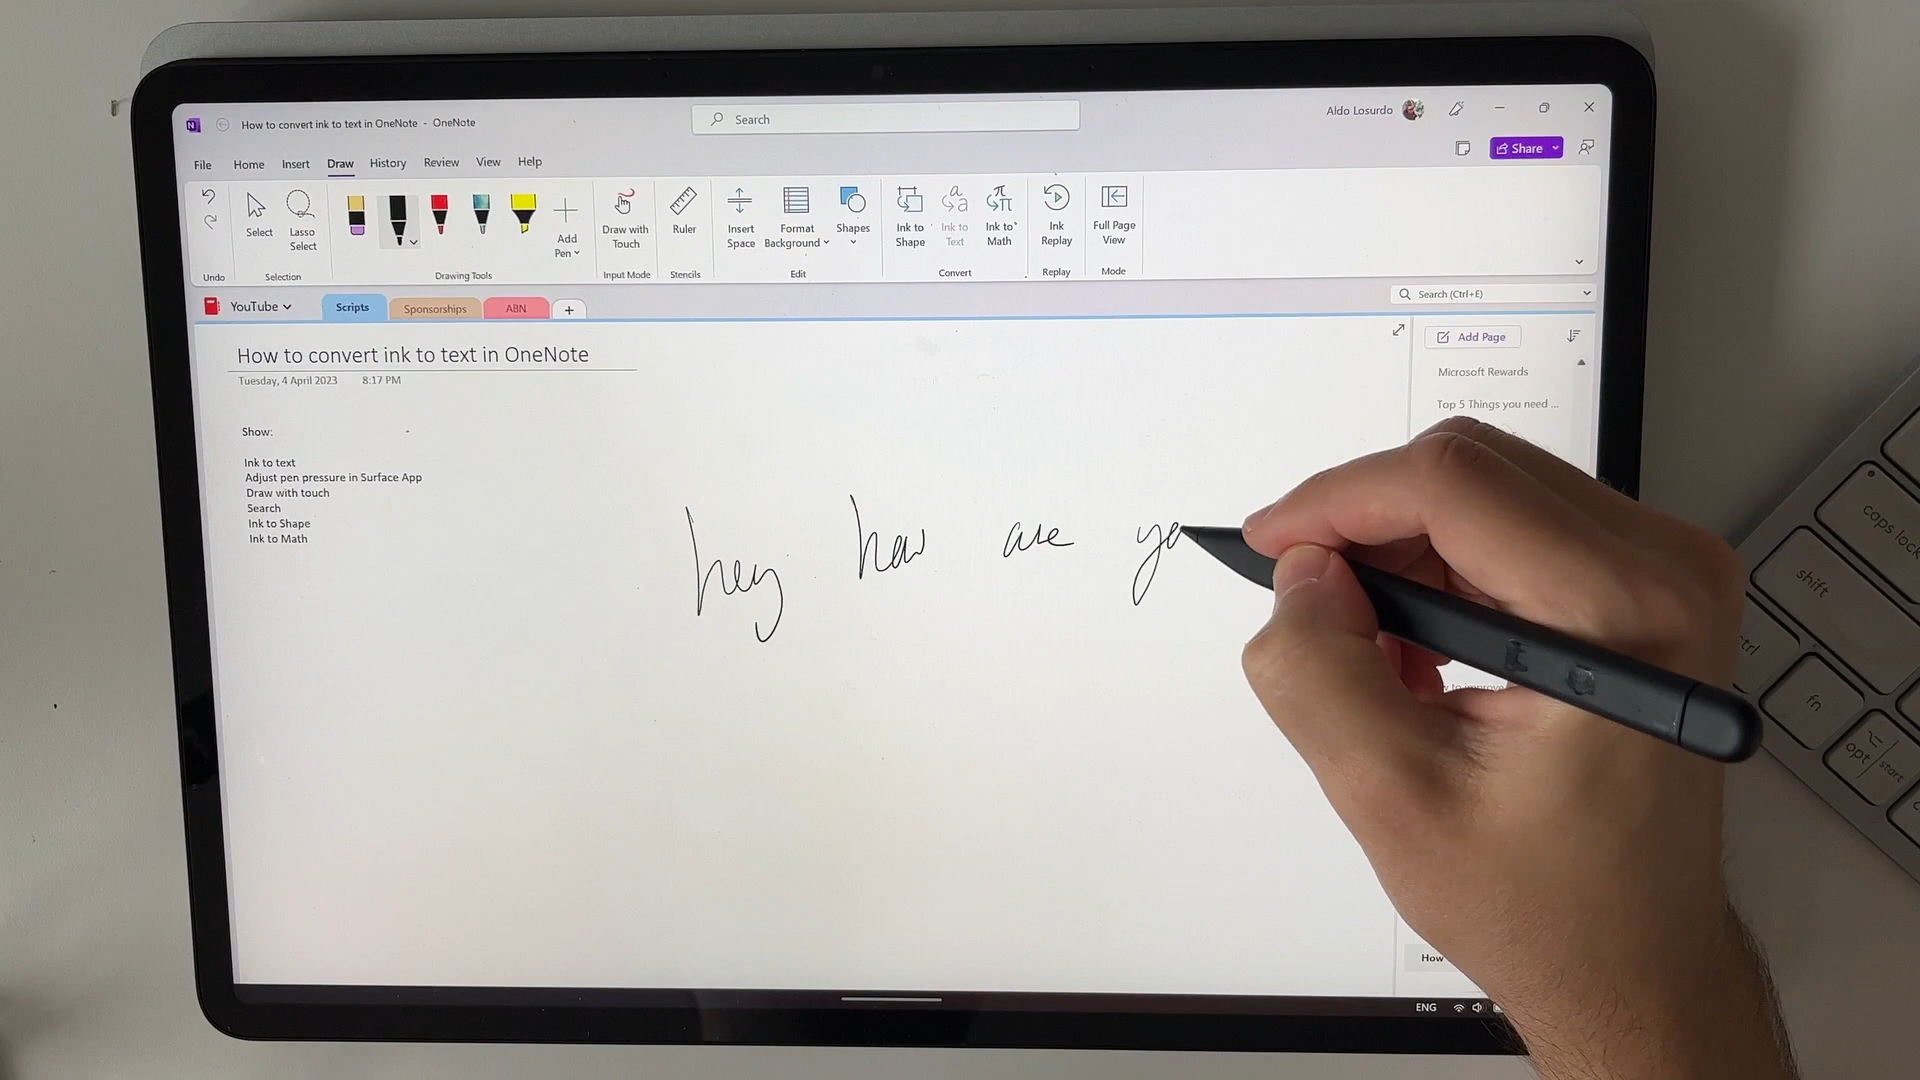 How to convert ink to text in OneNote - OneNote
Search
Aldo Losurdo
File Home Insert Draw History Review View Help
Share
Select
Lasso Select
Add Pen
Draw with Touch
Ruler
Insert Space
Format Background
Shapes
Ink to Shape
Ink to Text
Ink to Math
Ink Replay
Full Page View
Undo Selection Drawing Tools Input Mode Stencils Edit Convert Replay Mode
YouTube Scripts Sponsorships ABN +
Search (Ctrl+E)
How to convert ink to text in OneNote
Tuesday, 4 April 2023 8:17 PM
Add Page
Microsoft Rewards
Top 5 Things you need ...
Show:
Ink to text
Adjust pen pressure in Surface App
Draw with touch
Search
Ink to Shape
Ink to Math
hey how are yo
How
ENG
caps lock
shift
ctrl
fn
opt start